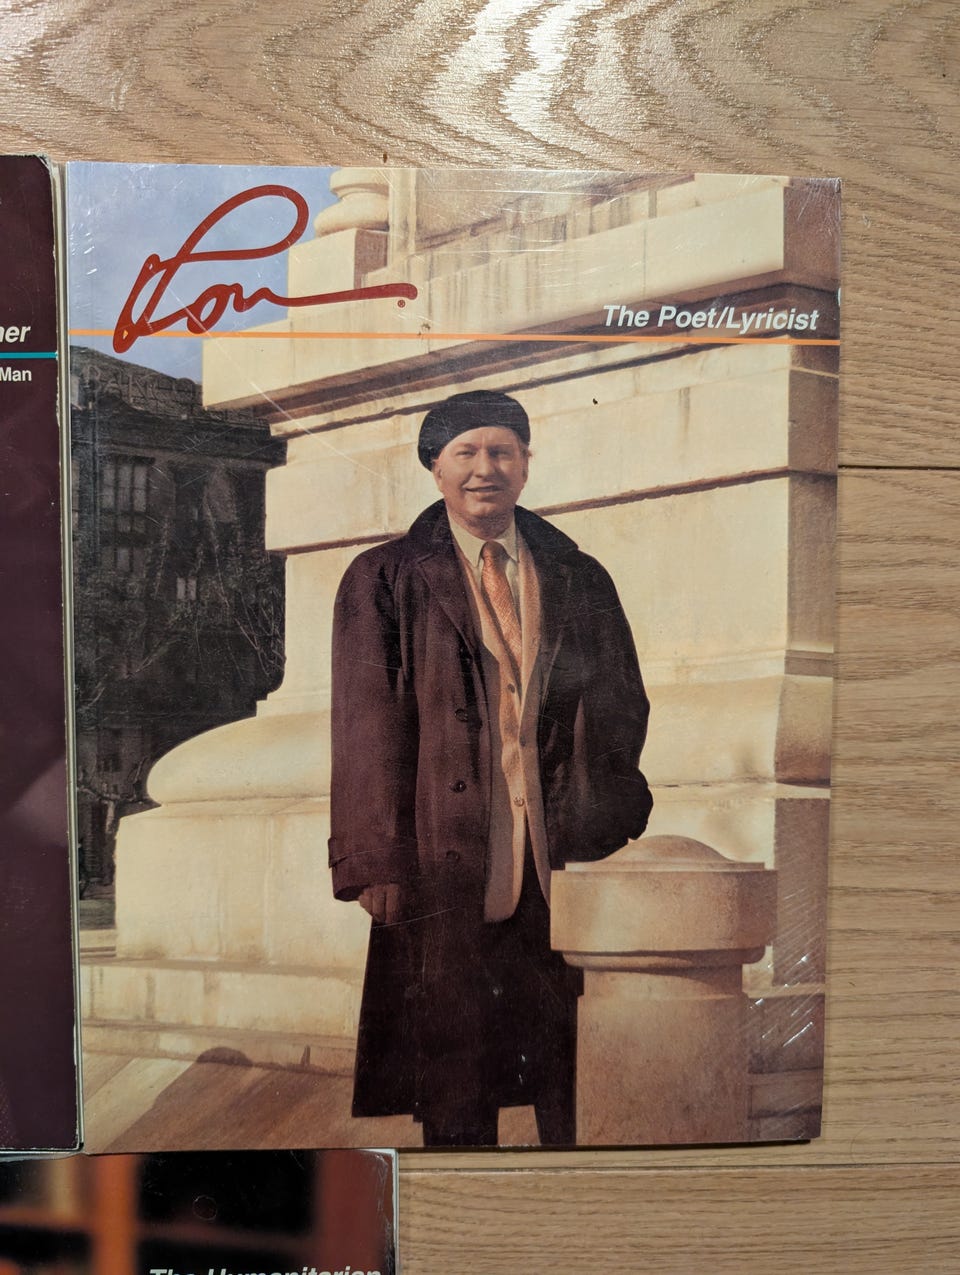 Ron®
The Poet/Lyricist
her
Man
The Humanitarian